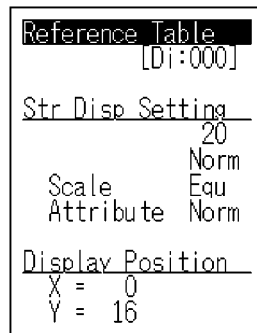 Reference Table
[Di:000]
Str Disp Setting
20
Norm
Scale Equ
Attribute Norm
Display Position
X = 0
Y = 16